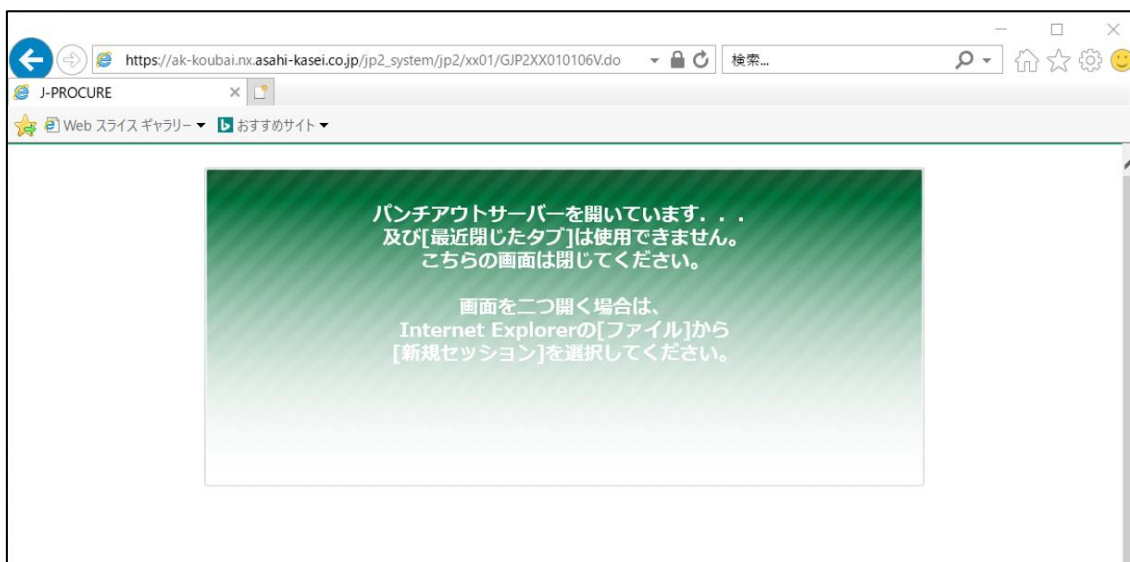 https://ak-koubai.nx.asahi-kasei.co.jp/jp2_system/jp2/xx01/GJP2XX010106V.do
検索...
J-PROCURE
Web スライス ギャラリー
おすすめサイト
パンチアウトサーバーを開いています．．．
及び[最近閉じたタブ]は使用できません。
こちらの画面は閉じてください。
画面を二つ開く場合は、
Internet Explorerの[ファイル]から
[新規セッション]を選択してください。